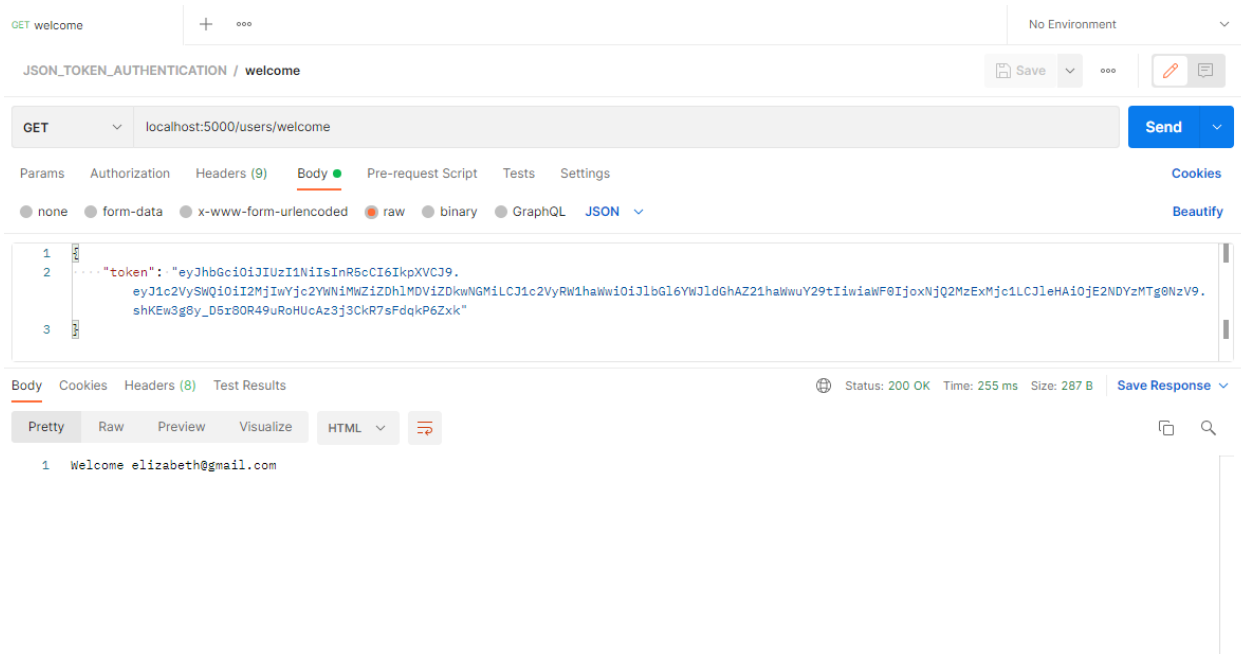 GET welcome
No Environment
JSON_TOKEN_AUTHENTICATION / welcome
Save
GET localhost:5000/users/welcome Send
Params Authorization Headers (9) Body Pre-request Script Tests Settings Cookies
none form-data x-www-form-urlencoded raw binary GraphQL JSON Beautify
1 {
2 "token": "eyJhbGciOiJIUzI1NiIsInR5cCI6IkpXVCJ9.
eyJ1c2VySWQiOiI2MjIwYjc2YWNiMWZiZDhlMDViZDkwNGMiLCJ1c2VyRW1haWwiOiJlbGl6YWJldGhAZ21haWwuY29tIiwiaWF0IjoxNjQ2MzExMjc1LCJleHAiOjE2NDYzMTg0NzV9.
shKEw3g8y_D5r8OR49uRoHUcAz3j3CkR7sFdqkP6Zxk"
3 }
Body Cookies Headers (8) Test Results Status: 200 OK Time: 255 ms Size: 287 B Save Response
Pretty Raw Preview Visualize HTML
1 Welcome elizabeth@gmail.com